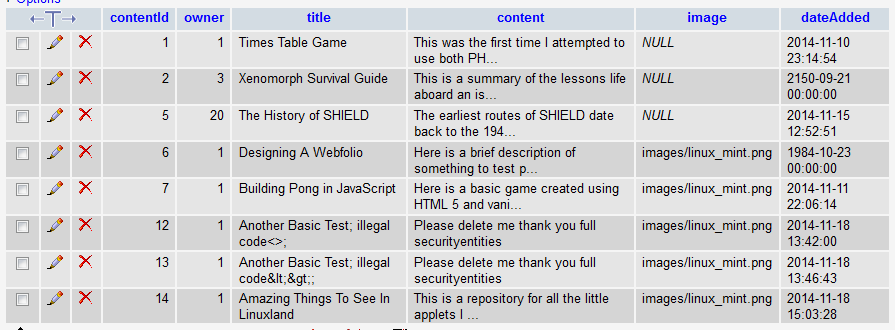 Options
contentId owner title content image dateAdded
1 1 Times Table Game This was the first time I attempted to use both PH... NULL 2014-11-10 23:14:54
2 3 Xenomorph Survival Guide This is a summary of the lessons life aboard an is... NULL 2150-09-21 00:00:00
5 20 The History of SHIELD The earliest routes of SHIELD date back to the 194... NULL 2014-11-15 12:52:51
6 1 Designing A Webfolio Here is a brief description of something to test p... images/linux_mint.png 1984-10-23 00:00:00
7 1 Building Pong in JavaScript Here is a basic game created using HTML 5 and vani... images/linux_mint.png 2014-11-11 22:06:14
12 1 Another Basic Test; illegal code<>; Please delete me thank you full securityentities images/linux_mint.png 2014-11-18 13:42:00
13 1 Another Basic Test; illegal code&lt;&gt;; Please delete me thank you full securityentities images/linux_mint.png 2014-11-18 13:46:43
14 1 Amazing Things To See In Linuxland This is a repository for all the little applets I ... images/linux_mint.png 2014-11-18 15:03:28